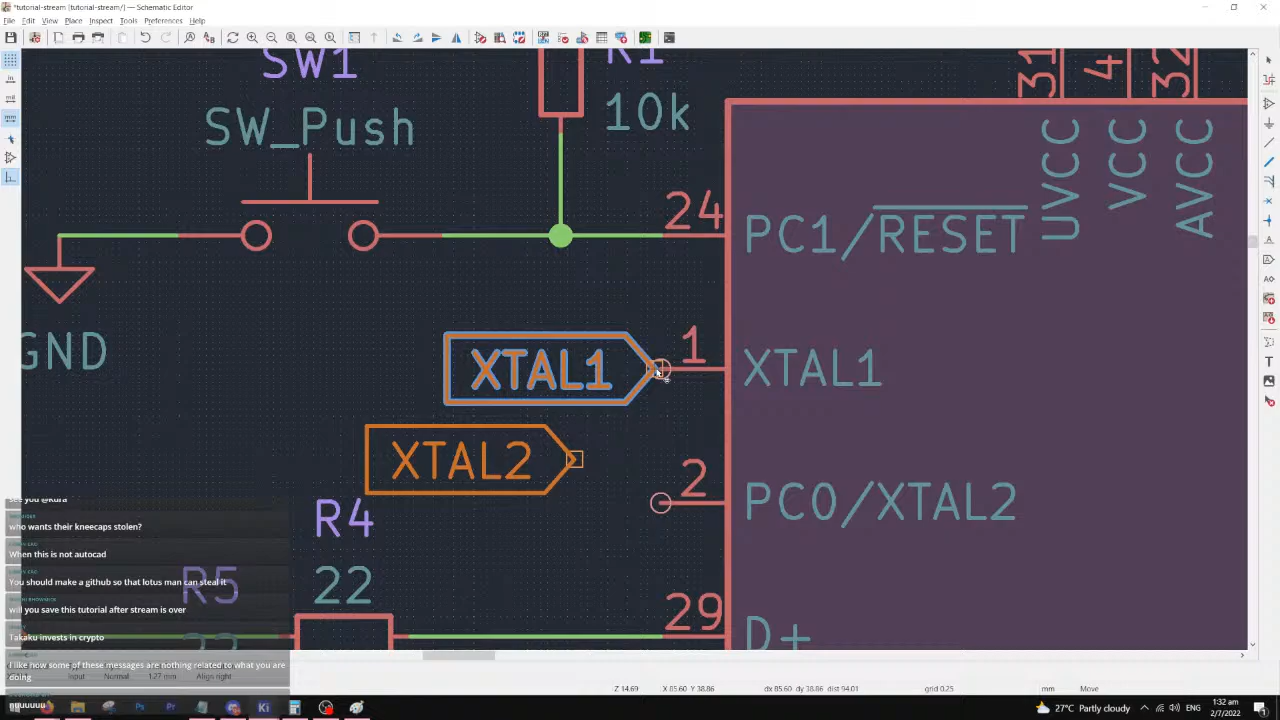 *tutorial-stream [tutorial-stream/] — Schematic Editor
File Edit View Place Inspect Tools Preferences Help
SW1
SW_Push
R1
10k
31
4
32
UVCC
VCC
AVCC
24
PC1/RESET
GND
XTAL1
1
XTAL1
XTAL2
2
PC0/XTAL2
R4
22
R5
29
D+
see you @kura
who wants their kneecaps stolen?
When this is not autocad
You should make a github so that lotus man can steal it
will you save this tutorial after stream is over
Takaku invests in crypto
I like now some of these messages are nothing related to what you are
doing
Input Normal 1.27 mm Align right
Z 14.69 X 85.60 Y 38.86 dx 85.60 dy 38.86 dist 94.01 grid 0.25 mm Move
27°C Partly cloudy
1:32 am
2/7/2022